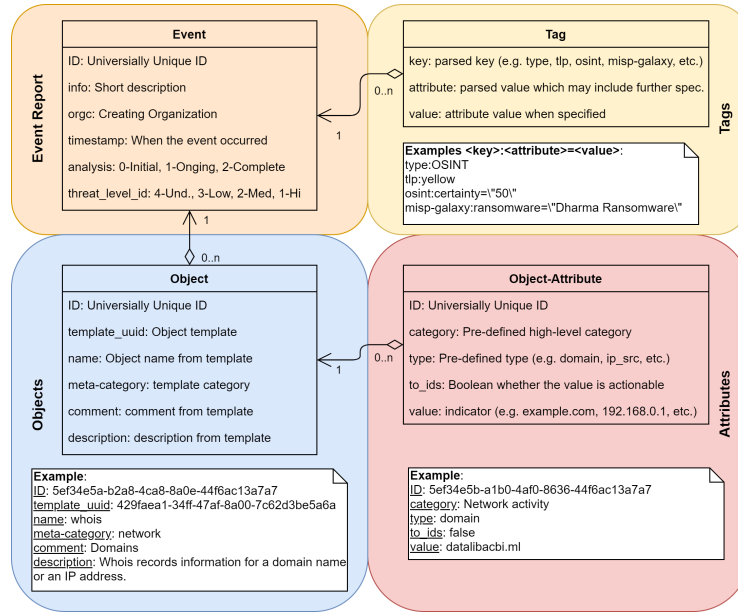 Event Report
Event
ID: Universially Unique ID
info: Short description
orgc: Creating Organization
timestamp: When the event occurred
analysis: 0-Initial, 1-Onging, 2-Complete
threat_level_id: 4-Und., 3-Low, 2-Med, 1-Hi
Tags
Tag
key: parsed key (e.g. type, tlp, osint, misp-galaxy, etc.)
attribute: parsed value which may include further spec.
value: attribute value when specified
0..n
1
Examples <key>:<attribute>=<value>:
type:OSINT
tlp:yellow
osint:certainty=\"50\"
misp-galaxy:ransomware=\"Dharma Ransomware\"
1
0..n
Objects
Object
ID: Universially Unique ID
template_uuid: Object template
name: Object name from template
meta-category: template category
comment: comment from template
description: description from template
Example:
ID: 5ef34e5a-b2a8-4ca8-8a0e-44f6ac13a7a7
template_uuid: 429faea1-34ff-47af-8a00-7c62d3be5a6a
name: whois
meta-category: network
comment: Domains
description: Whois records information for a domain name
or an IP address.
Attributes
Object-Attribute
ID: Universially Unique ID
category: Pre-defined high-level category
type: Pre-defined type (e.g. domain, ip_src, etc.)
to_ids: Boolean whether the value is actionable
value: indicator (e.g. example.com, 192.168.0.1, etc.)
0..n
1
Example:
ID: 5ef34e5b-a1b0-4af0-8636-44f6ac13a7a7
category: Network activity
type: domain
to_ids: false
value: datalibacbi.ml